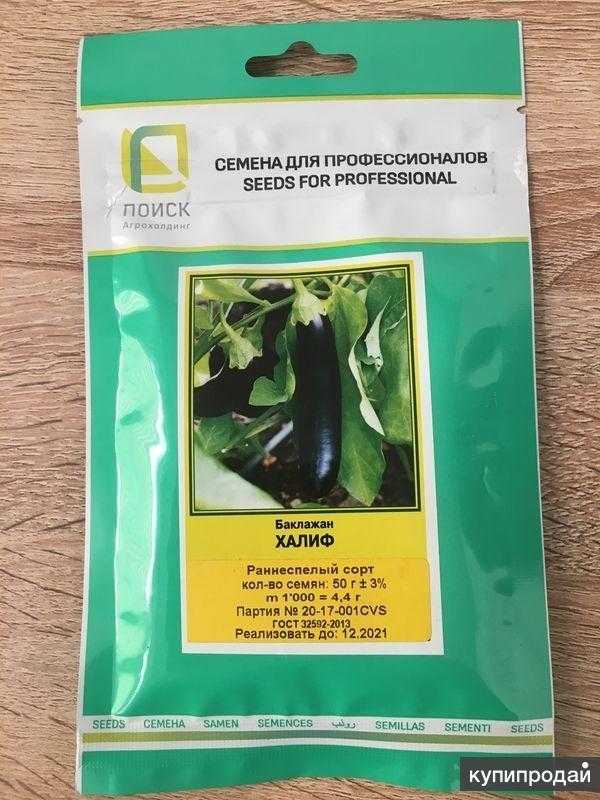 СЕМЕНА ДЛЯ ПРОФЕССИОНАЛОВ
SEEDS FOR PROFESSIONAL
ПОИСК
Агрохолдинг
Баклажан
ХАЛИФ
Раннеспелый сорт
кол-во семян: 50 г ± 3%
m 1'000 = 4,4 г
Партия № 20-17-001CVS
ГОСТ 32592-2013
Реализовать до: 12.2021
SEEDS СЕМЕНА SAMEN SEMENCES SEMILLAS SEMENTI SEEDS
купипродай